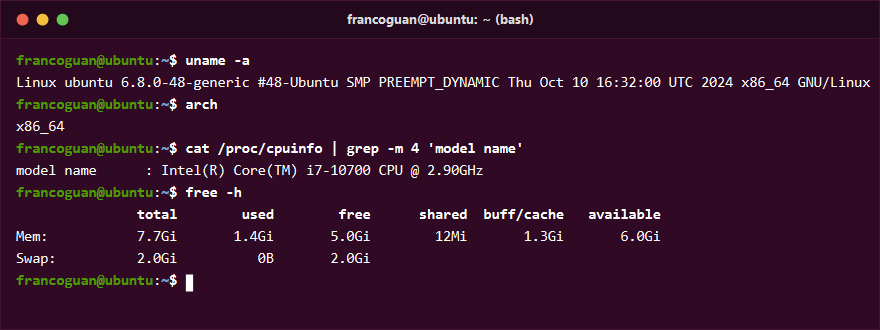 francoguan@ubuntu: ~ (bash)
francoguan@ubuntu:~$ uname -a
Linux ubuntu 6.8.0-48-generic #48-Ubuntu SMP PREEMPT_DYNAMIC Thu Oct 10 16:32:00 UTC 2024 x86_64 GNU/Linux
francoguan@ubuntu:~$ arch
x86_64
francoguan@ubuntu:~$ cat /proc/cpuinfo | grep -m 4 'model name'
model name      : Intel(R) Core(TM) i7-10700 CPU @ 2.90GHz
francoguan@ubuntu:~$ free -h
               total        used        free      shared  buff/cache   available
Mem:           7.7Gi       1.4Gi       5.0Gi        12Mi       1.3Gi       6.0Gi
Swap:          2.0Gi          0B       2.0Gi
francoguan@ubuntu:~$